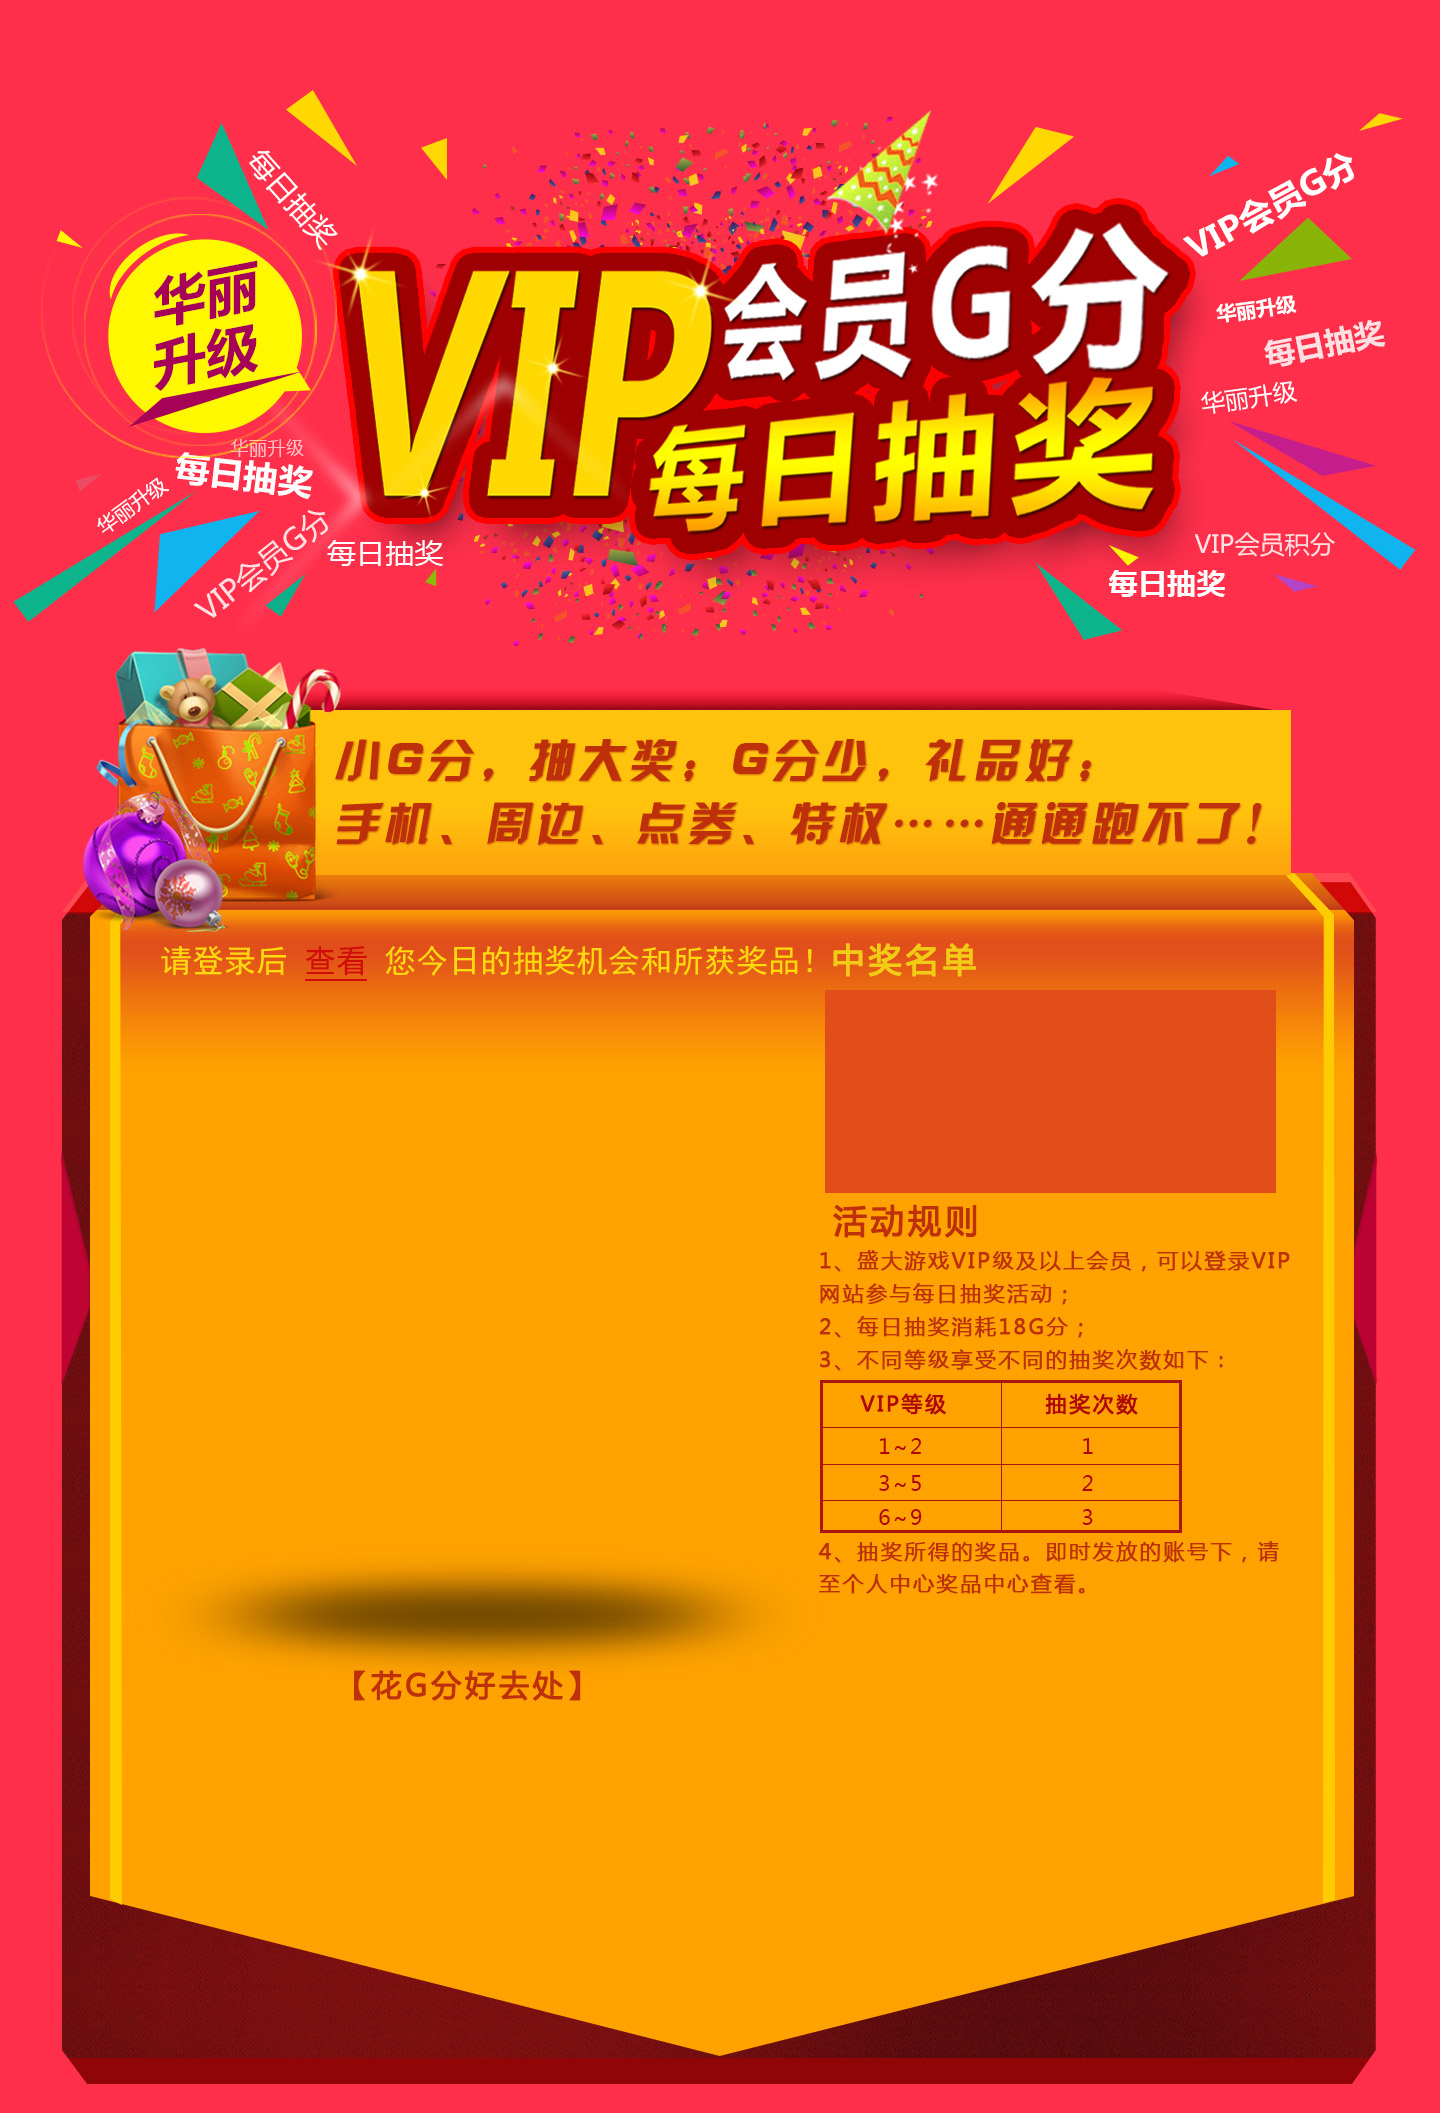 每日抽奖
VIP会员G分
华丽
升级
VIP
会员G分
每日抽奖
华丽升级
每日抽奖
华丽升级
华丽升级
每日抽奖
华丽升级
VIP会员G分
每日抽奖
VIP会员积分
每日抽奖
小G分，抽大奖；G分少，礼品好；
手机、周边、点券、特权……通通跑不了！
请登录后 查看 您今日的抽奖机会和所获奖品！
中奖名单
活动规则
1、盛大游戏VIP级及以上会员，可以登录VIP
网站参与每日抽奖活动；
2、每日抽奖消耗18G分；
3、不同等级享受不同的抽奖次数如下：
VIP等级 抽奖次数
1~2 1
3~5 2
6~9 3
4、抽奖所得的奖品。即时发放的账号下，请
至个人中心奖品中心查看。
【花G分好去处】